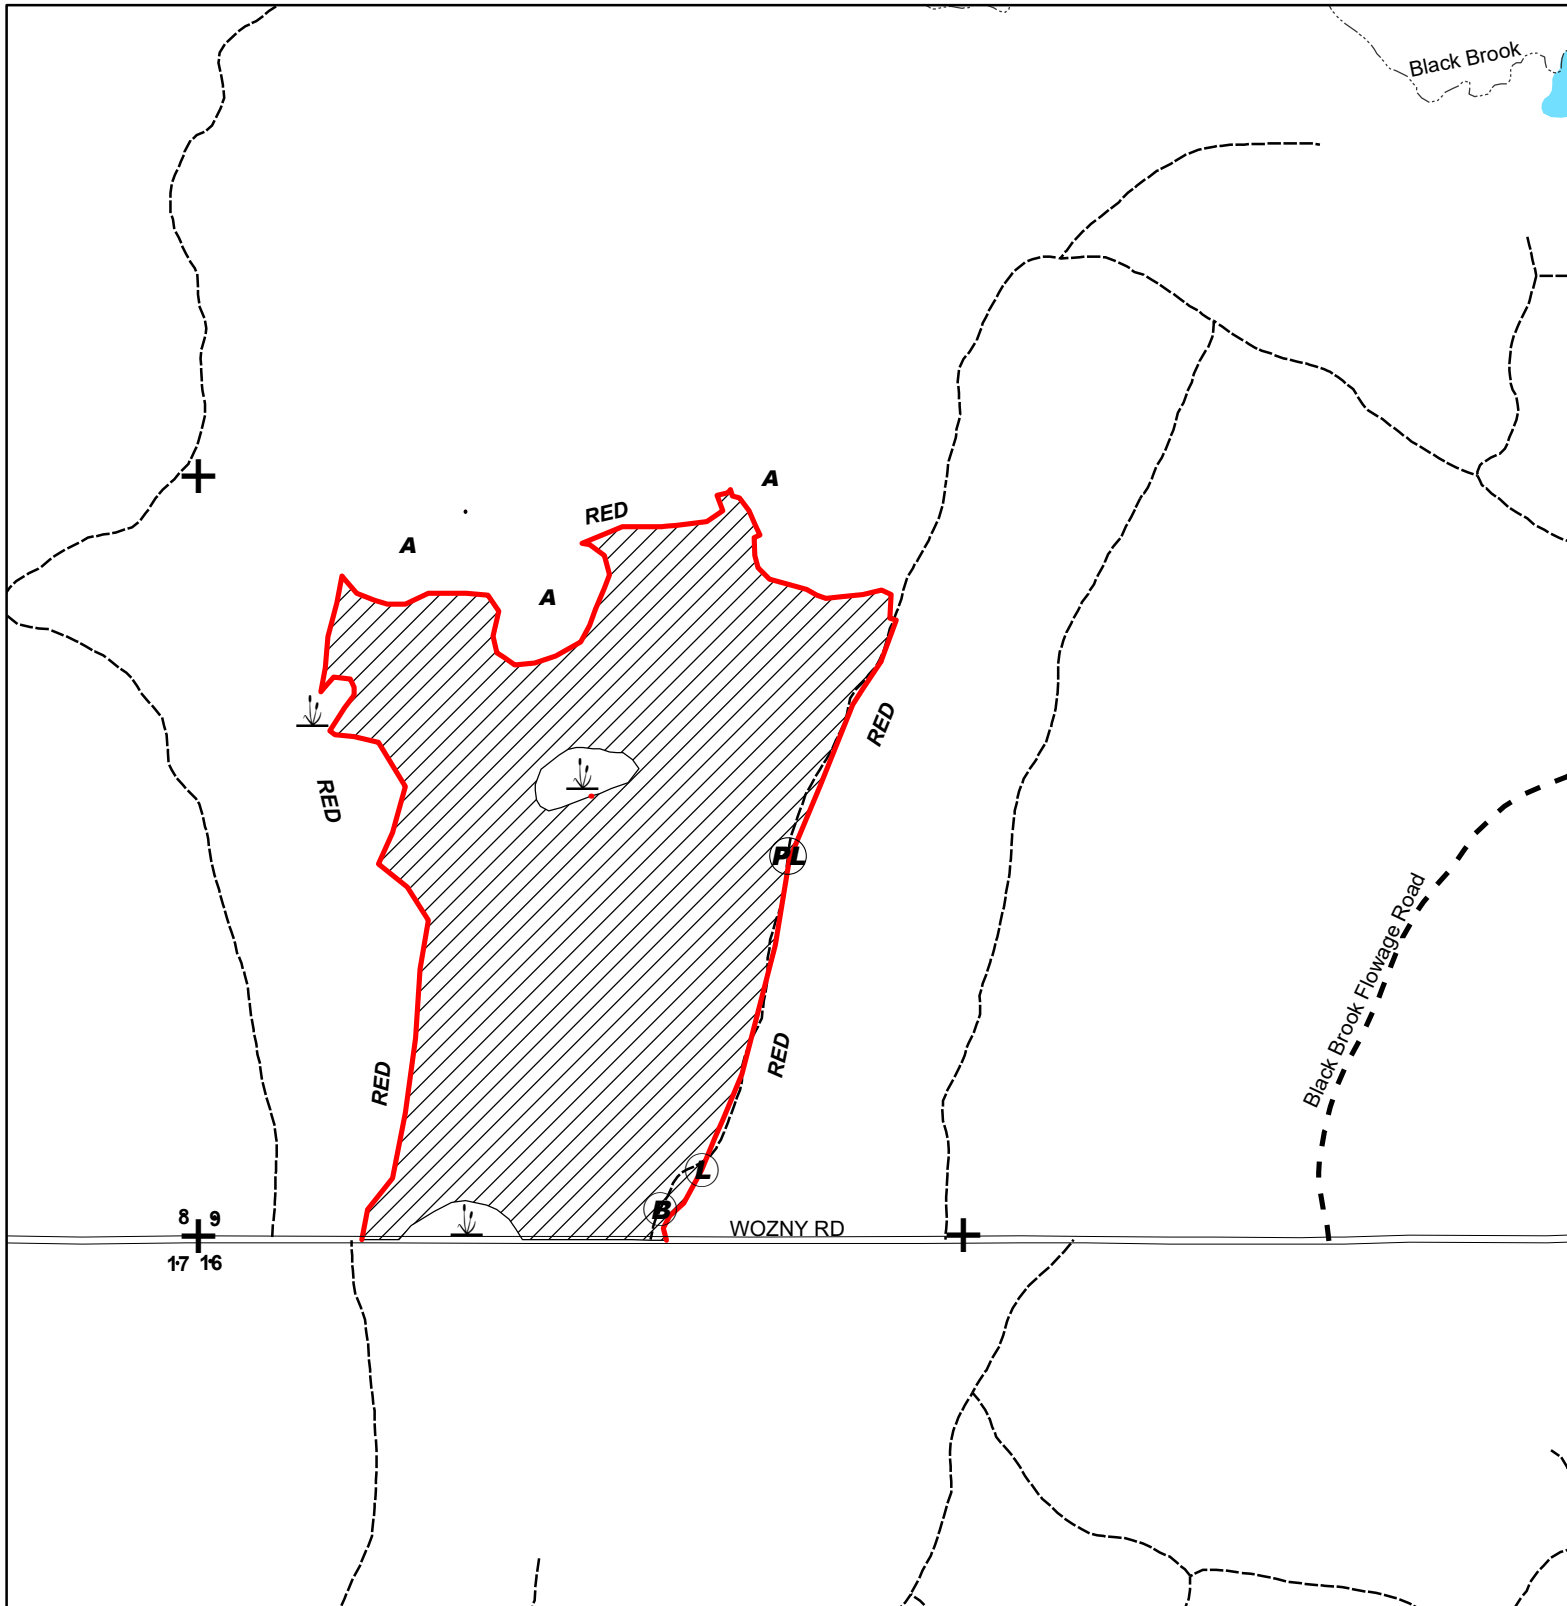 Black Brook
A
RED
A
A
RED
RED
PL
Black Brook Flowage Road
RED
RED
L
B
8 9
WOZNY RD
17 16